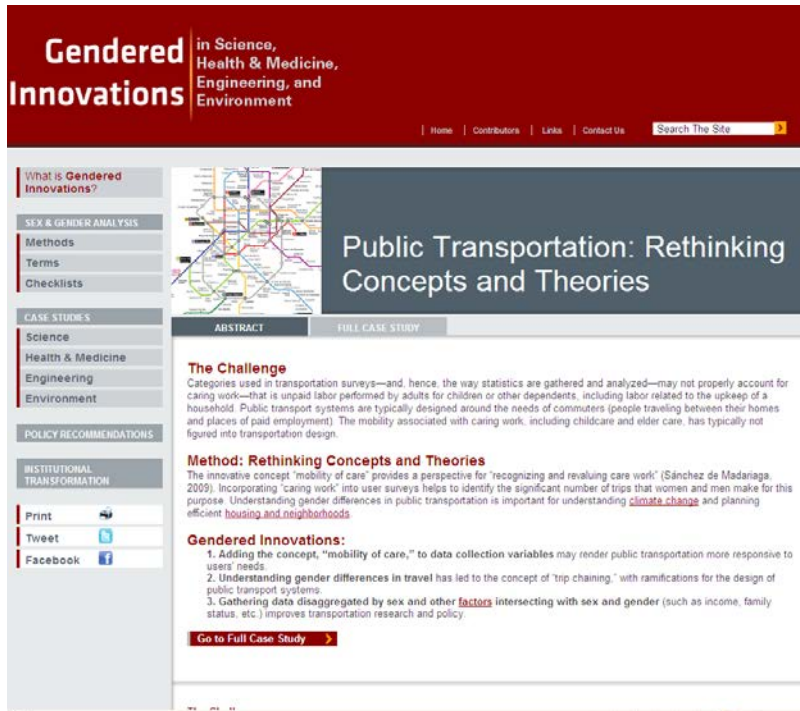 Gendered
Innovations
in Science,
Health & Medicine,
Engineering, and
Environment
| Home | Contributors | Links | Contact Us
Search The Site
What is Gendered
Innovations?
SEX & GENDER ANALYSIS
Methods
Terms
Checklists
CASE STUDIES
Science
Health & Medicine
Engineering
Environment
POLICY RECOMMENDATIONS
INSTITUTIONAL
TRANSFORMATION
Print
Tweet
Facebook
Public Transportation: Rethinking
Concepts and Theories
ABSTRACT
FULL CASE STUDY
The Challenge
Categories used in transportation surveys—and, hence, the way statistics are gathered and analyzed—may not properly account for
caring work—that is unpaid labor performed by adults for children or other dependents, including labor related to the upkeep of a
household. Public transport systems are typically designed around the needs of commuters (people traveling between their homes
and places of paid employment). The mobility associated with caring work, including childcare and elder care, has typically not
figured into transportation design.
Method: Rethinking Concepts and Theories
The innovative concept “mobility of care” provides a perspective for “recognizing and revaluing care work” (Sánchez de Madariaga,
2009). Incorporating “caring work” into user surveys helps to identify the significant number of trips that women and men make for this
purpose. Understanding gender differences in public transportation is important for understanding climate change and planning
efficient housing and neighborhoods.
Gendered Innovations:
1. Adding the concept, “mobility of care,” to data collection variables may render public transportation more responsive to
users’ needs.
2. Understanding gender differences in travel has led to the concept of “trip chaining,” with ramifications for the design of
public transport systems.
3. Gathering data disaggregated by sex and other factors intersecting with sex and gender (such as income, family
status, etc.) improves transportation research and policy.
Go to Full Case Study